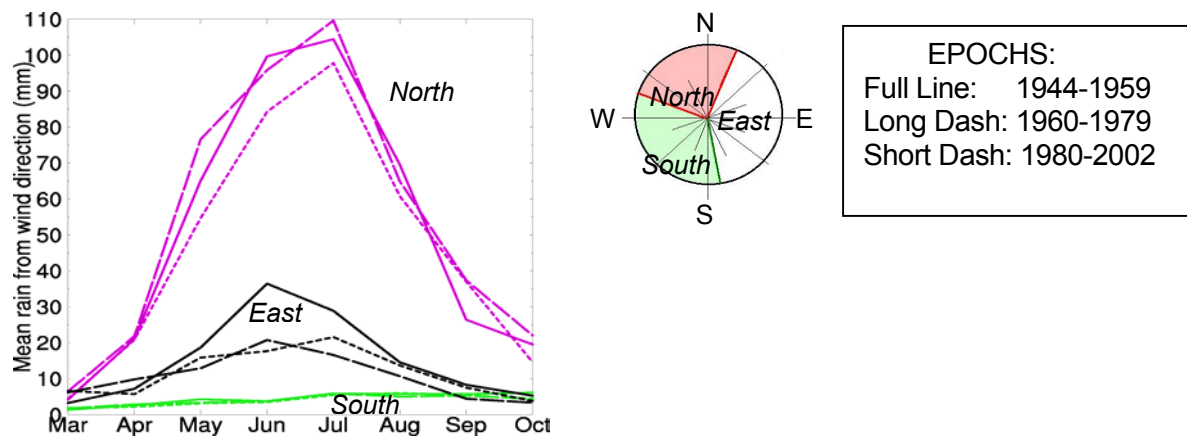 Mean rain from wind direction (mm)
110
100
90
80
70
60
50
40
30
20
10
0
North
East
South
Mar Apr May Jun Jul Aug Sep Oct
N
W
E
S
North
East
South
EPOCHS:
Full Line: 1944-1959
Long Dash: 1960-1979
Short Dash: 1980-2002